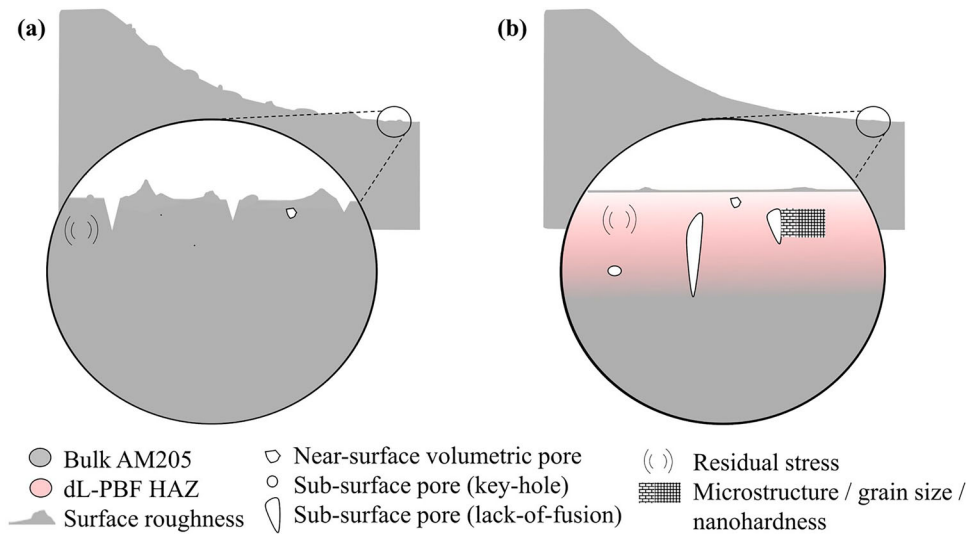 (a)
(b)
Bulk AM205
dL-PBF HAZ
Surface roughness
Near-surface volumetric pore
Sub-surface pore (key-hole)
Sub-surface pore (lack-of-fusion)
Residual stress
Microstructure / grain size /
nanohardness